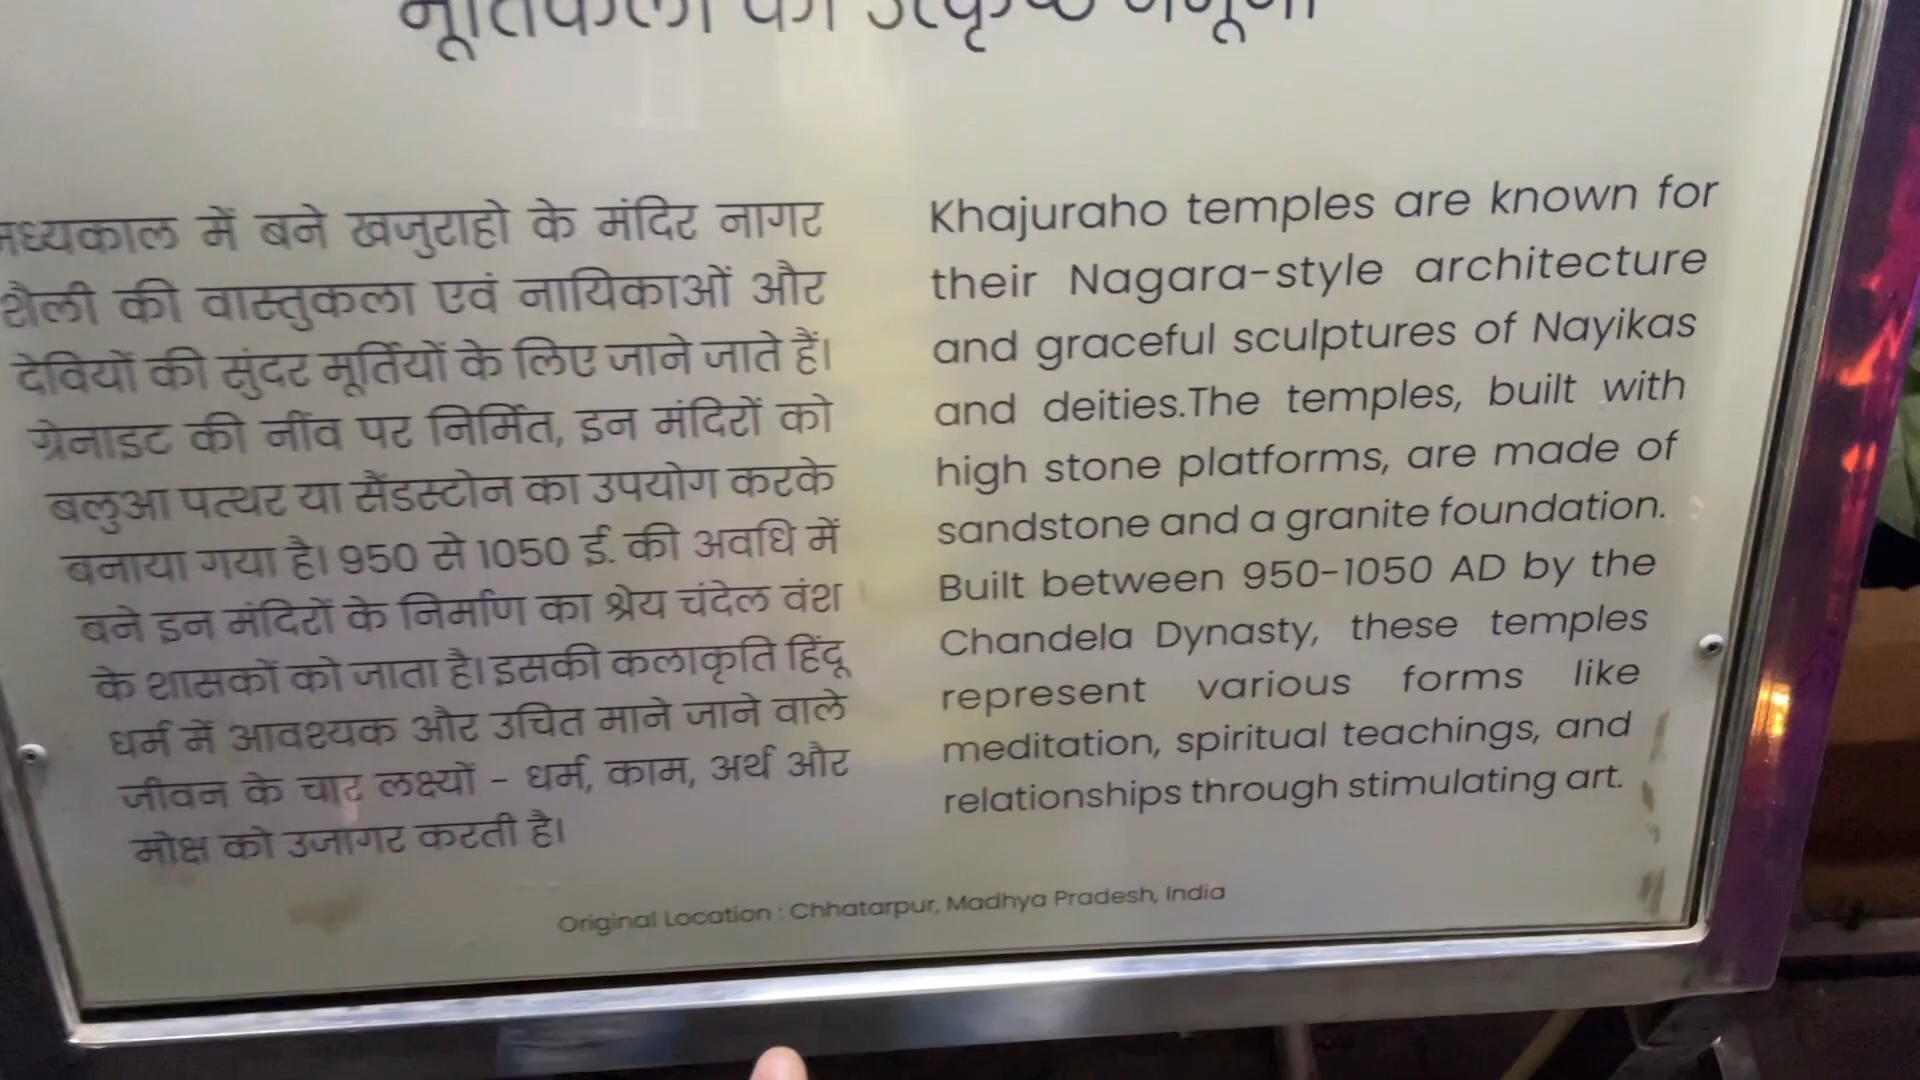 मूर्तिकला का उत्कृष्ठ नमूना
मध्यकाल में बने खजुराहो के मंदिर नागर
शैली की वास्तुकला एवं नायिकाओं और
देवियों की सुंदर मूर्तियों के लिए जाने जाते हैं।
ग्रेनाइट की नींव पर निर्मित, इन मंदिरों को
बलुआ पत्थर या सैंडस्टोन का उपयोग करके
बनाया गया है। 950 से 1050 ई. की अवधि में
बने इन मंदिरों के निर्माण का श्रेय चंदेल वंश
के शासकों को जाता है। इसकी कलाकृति हिंदू
धर्म में आवश्यक और उचित माने जाने वाले
जीवन के चार लक्ष्यों - धर्म, काम, अर्थ और
मोक्ष को उजागर करती है।
Khajuraho temples are known for
their Nagara-style architecture
and graceful sculptures of Nayikas
and deities.The temples, built with
high stone platforms, are made of
sandstone and a granite foundation.
Built between 950-1050 AD by the
Chandela Dynasty, these temples
represent various forms like
meditation, spiritual teachings, and
relationships through stimulating art.
Original Location : Chhatarpur, Madhya Pradesh, India